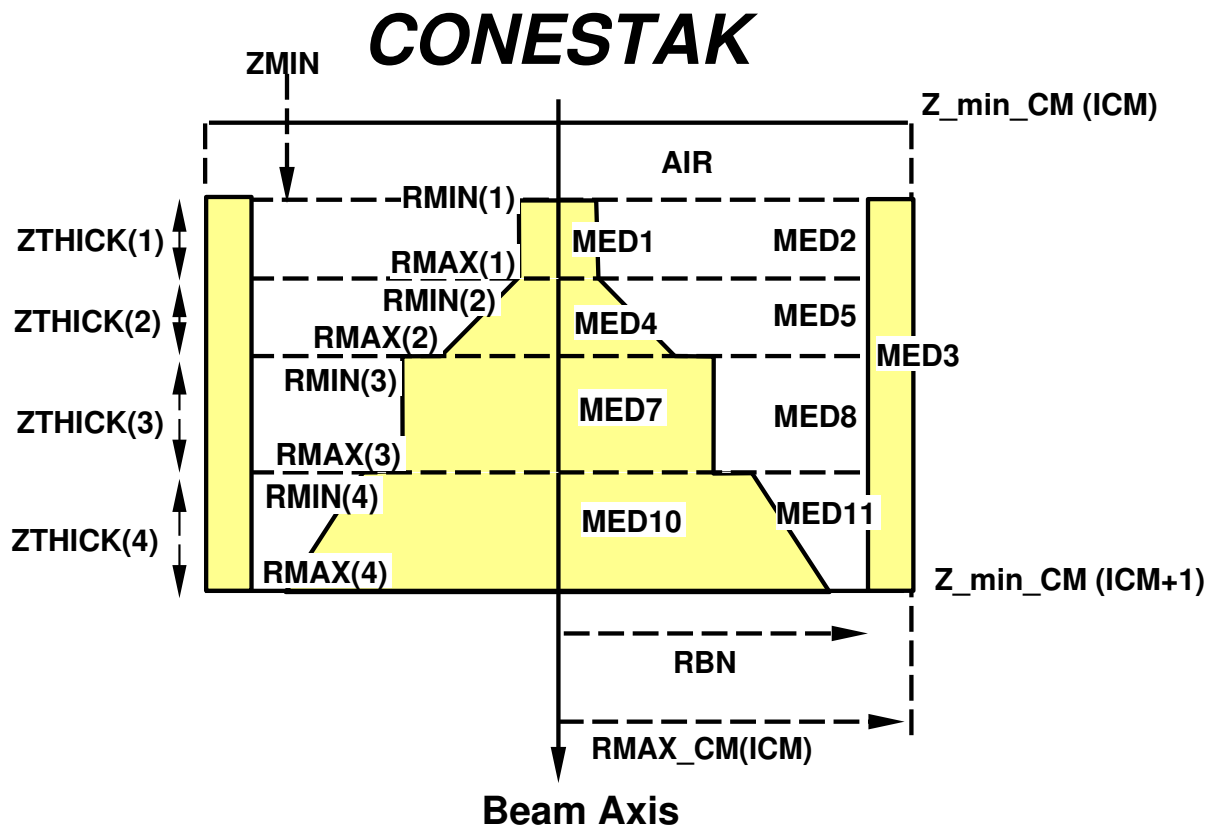 CONESTAK
ZMIN
Z_min_CM (ICM)
AIR
RMIN(1)
ZTHICK(1)
MED1
MED2
RMAX(1)
RMIN(2)
ZTHICK(2)
MED4
MED5
RMAX(2)
MED3
RMIN(3)
ZTHICK(3)
MED7
MED8
RMAX(3)
RMIN(4)
MED10
MED11
ZTHICK(4)
RMAX(4)
Z_min_CM (ICM+1)
RBN
RMAX_CM(ICM)
Beam Axis